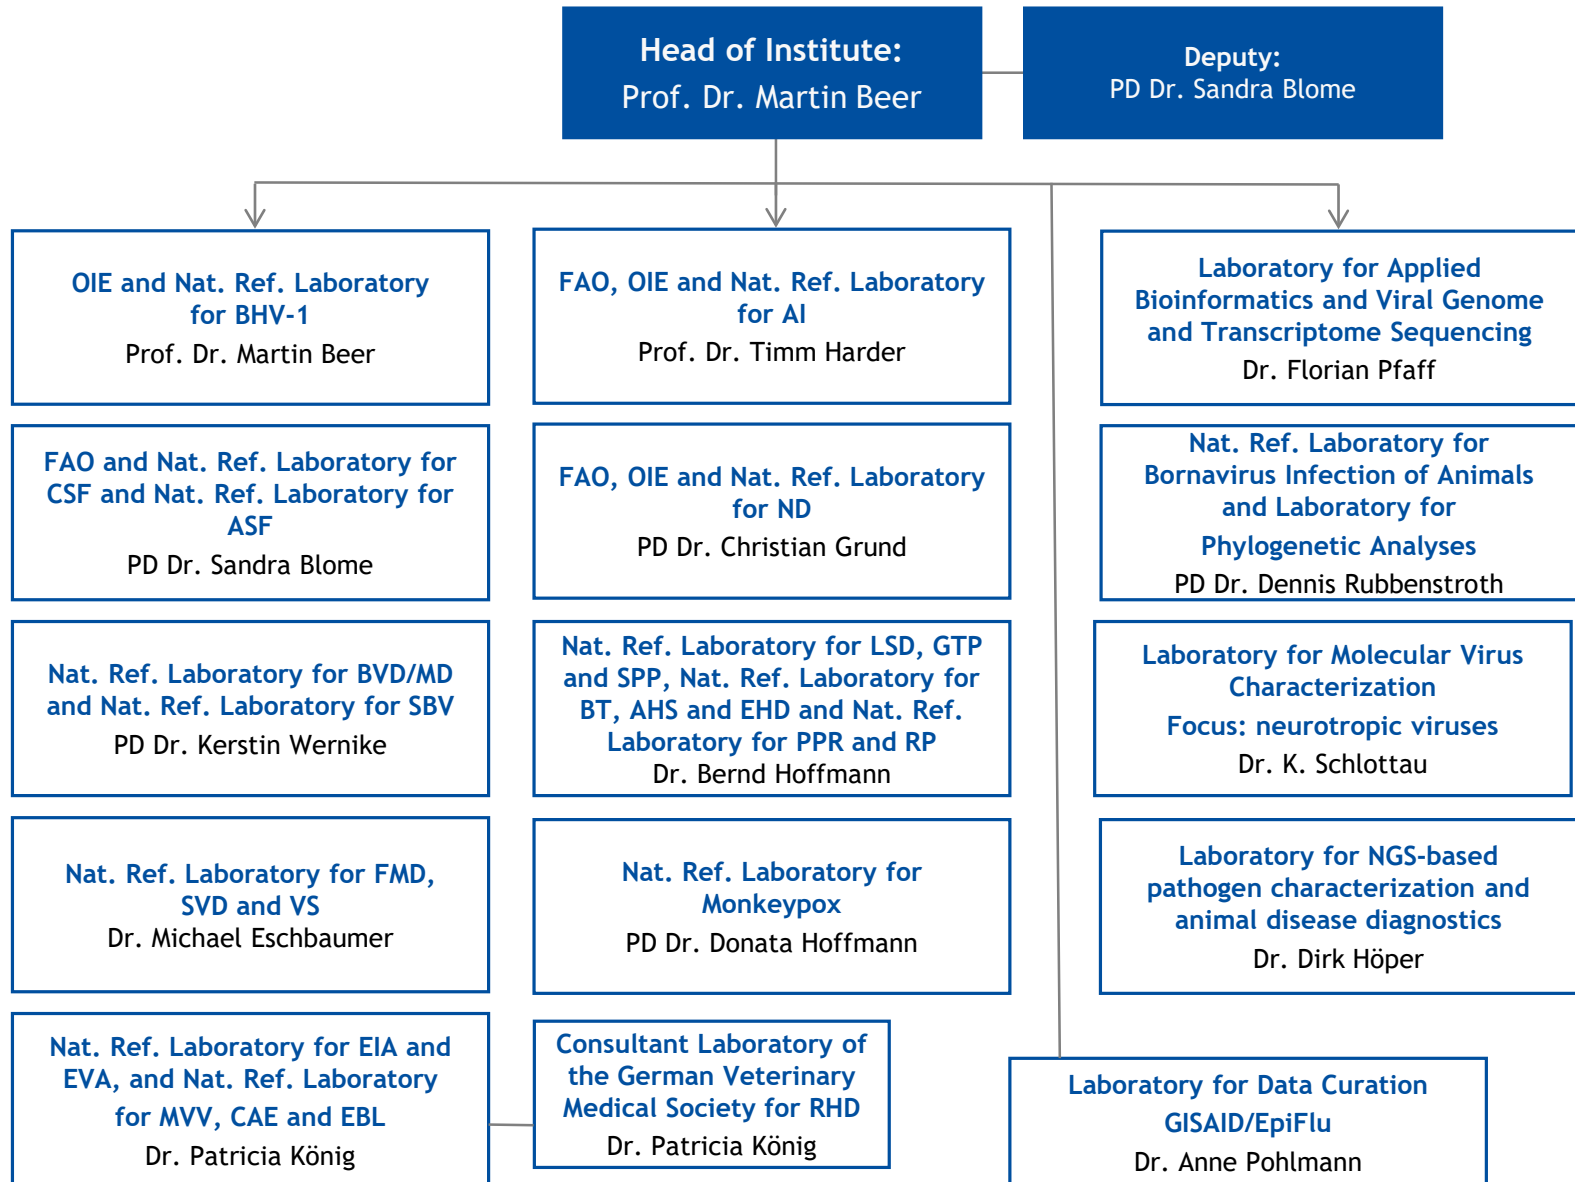 Head of Institute:
Prof. Dr. Martin Beer
Deputy:
PD Dr. Sandra Blome
OIE and Nat. Ref. Laboratory
for BHV-1
Prof. Dr. Martin Beer
FAO and Nat. Ref. Laboratory for
CSF and Nat. Ref. Laboratory for
ASF
PD Dr. Sandra Blome
Nat. Ref. Laboratory for BVD/MD
and Nat. Ref. Laboratory for SBV
PD Dr. Kerstin Wernike
Nat. Ref. Laboratory for FMD,
SVD and VS
Dr. Michael Eschbaumer
Nat. Ref. Laboratory for EIA and
EVA, and Nat. Ref. Laboratory
for MVV, CAE and EBL
Dr. Patricia König
FAO, OIE and Nat. Ref. Laboratory
for AI
Prof. Dr. Timm Harder
FAO, OIE and Nat. Ref. Laboratory
for ND
PD Dr. Christian Grund
Nat. Ref. Laboratory for LSD, GTP
and SPP, Nat. Ref. Laboratory for
BT, AHS and EHD and Nat. Ref.
Laboratory for PPR and RP
Dr. Bernd Hoffmann
Nat. Ref. Laboratory for
Monkeypox
PD Dr. Donata Hoffmann
Consultant Laboratory of
the German Veterinary
Medical Society for RHD
Dr. Patricia König
Laboratory for Applied
Bioinformatics and Viral Genome
and Transcriptome Sequencing
Dr. Florian Pfaff
Nat. Ref. Laboratory for
Bornavirus Infection of Animals
and Laboratory for
Phylogenetic Analyses
PD Dr. Dennis Rubbenstroth
Laboratory for Molecular Virus
Characterization
Focus: neurotropic viruses
Dr. K. Schlottau
Laboratory for NGS-based
pathogen characterization and
animal disease diagnostics
Dr. Dirk Höper
Laboratory for Data Curation
GISAID/EpiFlu
Dr. Anne Pohlmann